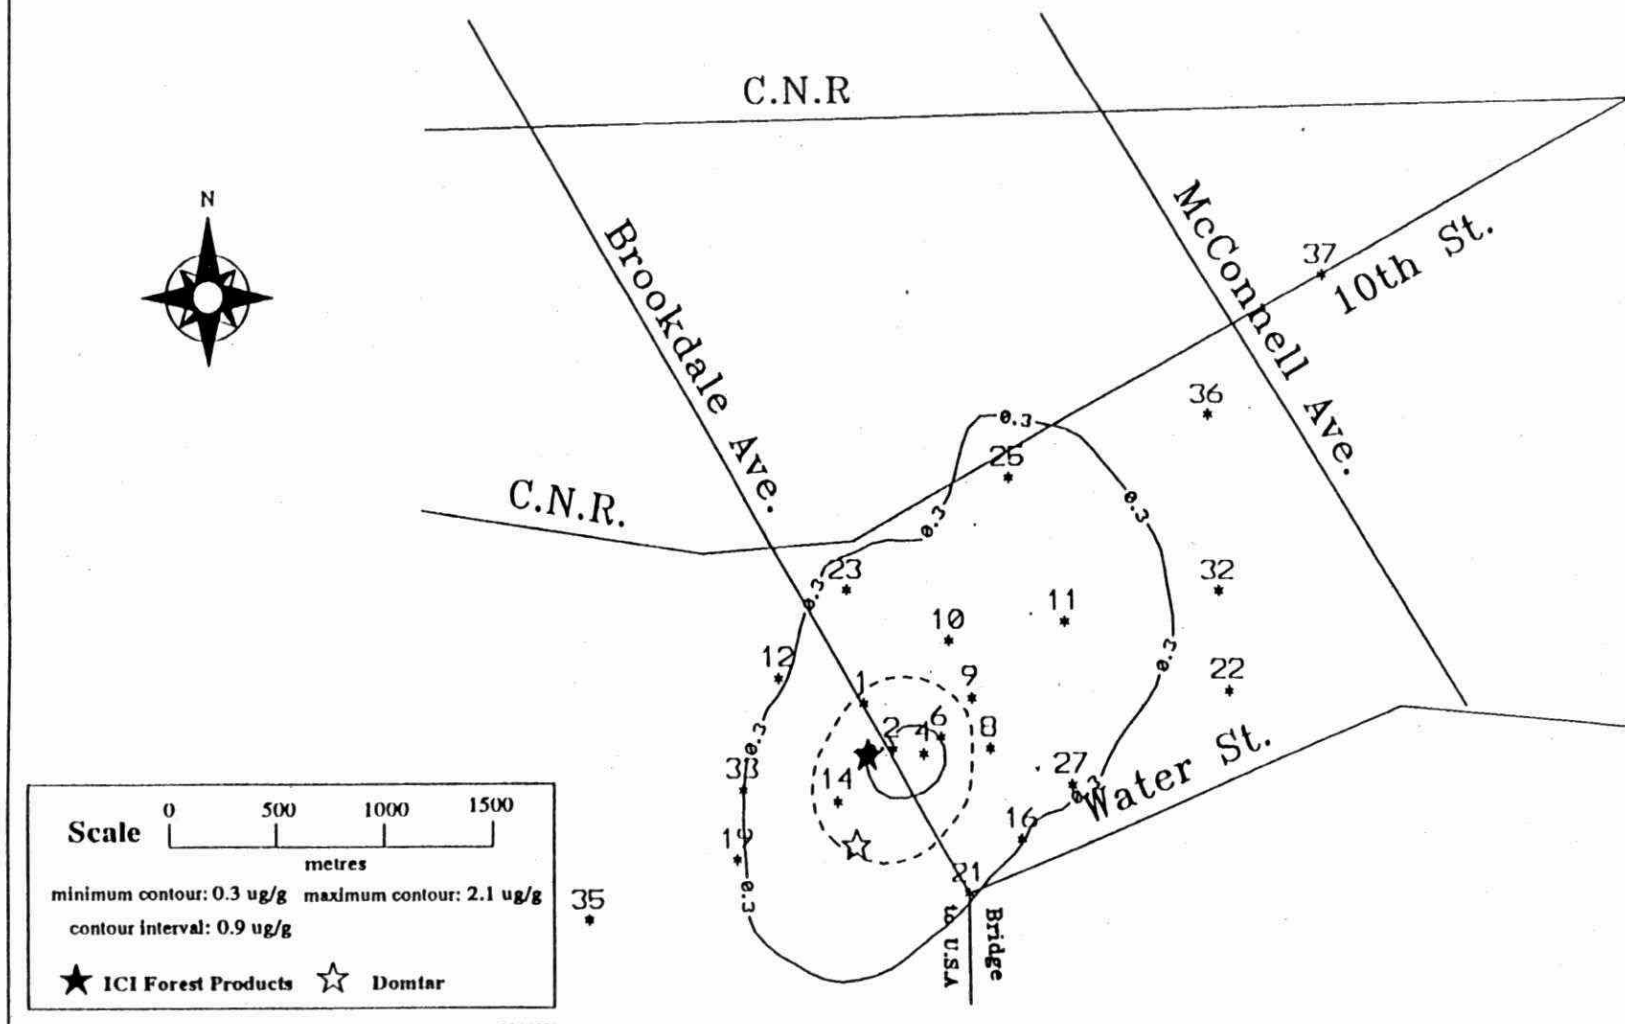 C.N.R
N
McConnell Ave.
Brookdale Ave.
37
10th St.
36
0.3
25
C.N.R.
0.3
0.3
23
0.3
32
11
10
0.3
12
22
1
9
2
4
6
8
0.3
Water St.
33
14
27
0.3
16
19
21
0.3
35
to U.S.A
Bridge
Scale
0 500 1000 1500
metres
minimum contour: 0.3 ug/g maximum contour: 2.1 ug/g
contour interval: 0.9 ug/g
ICI Forest Products Domtar